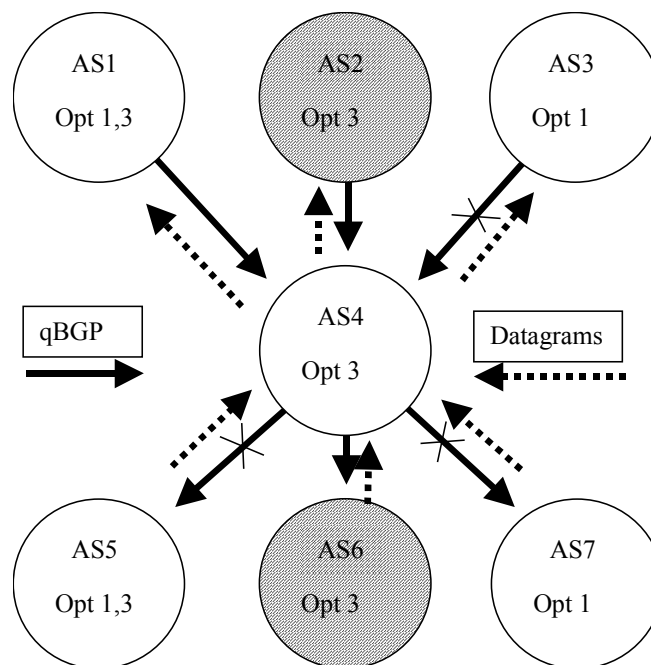 AS1
Opt 1,3
AS2
Opt 3
AS3
Opt 1
qBGP
AS4
Opt 3
Datagrams
AS5
Opt 1,3
AS6
Opt 3
AS7
Opt 1